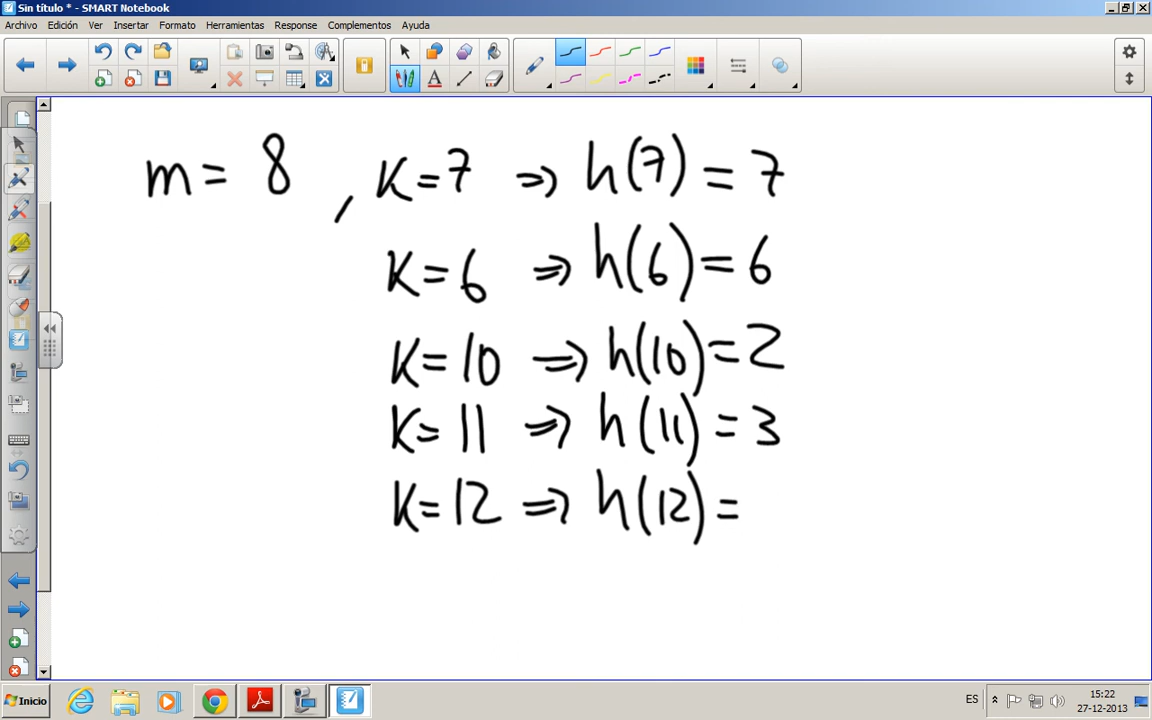 Sin título * - SMART Notebook
Archivo Edición Ver Insertar Formato Herramientas Response Complementos Ayuda
m = 8 , K=7 ⇒ h(7) = 7
K=6 ⇒ h(6) = 6
K=10 ⇒ h(10) = 2
K=11 ⇒ h(11) = 3
K=12 ⇒ h(12) =
Inicio
ES
15:22
27-12-2013